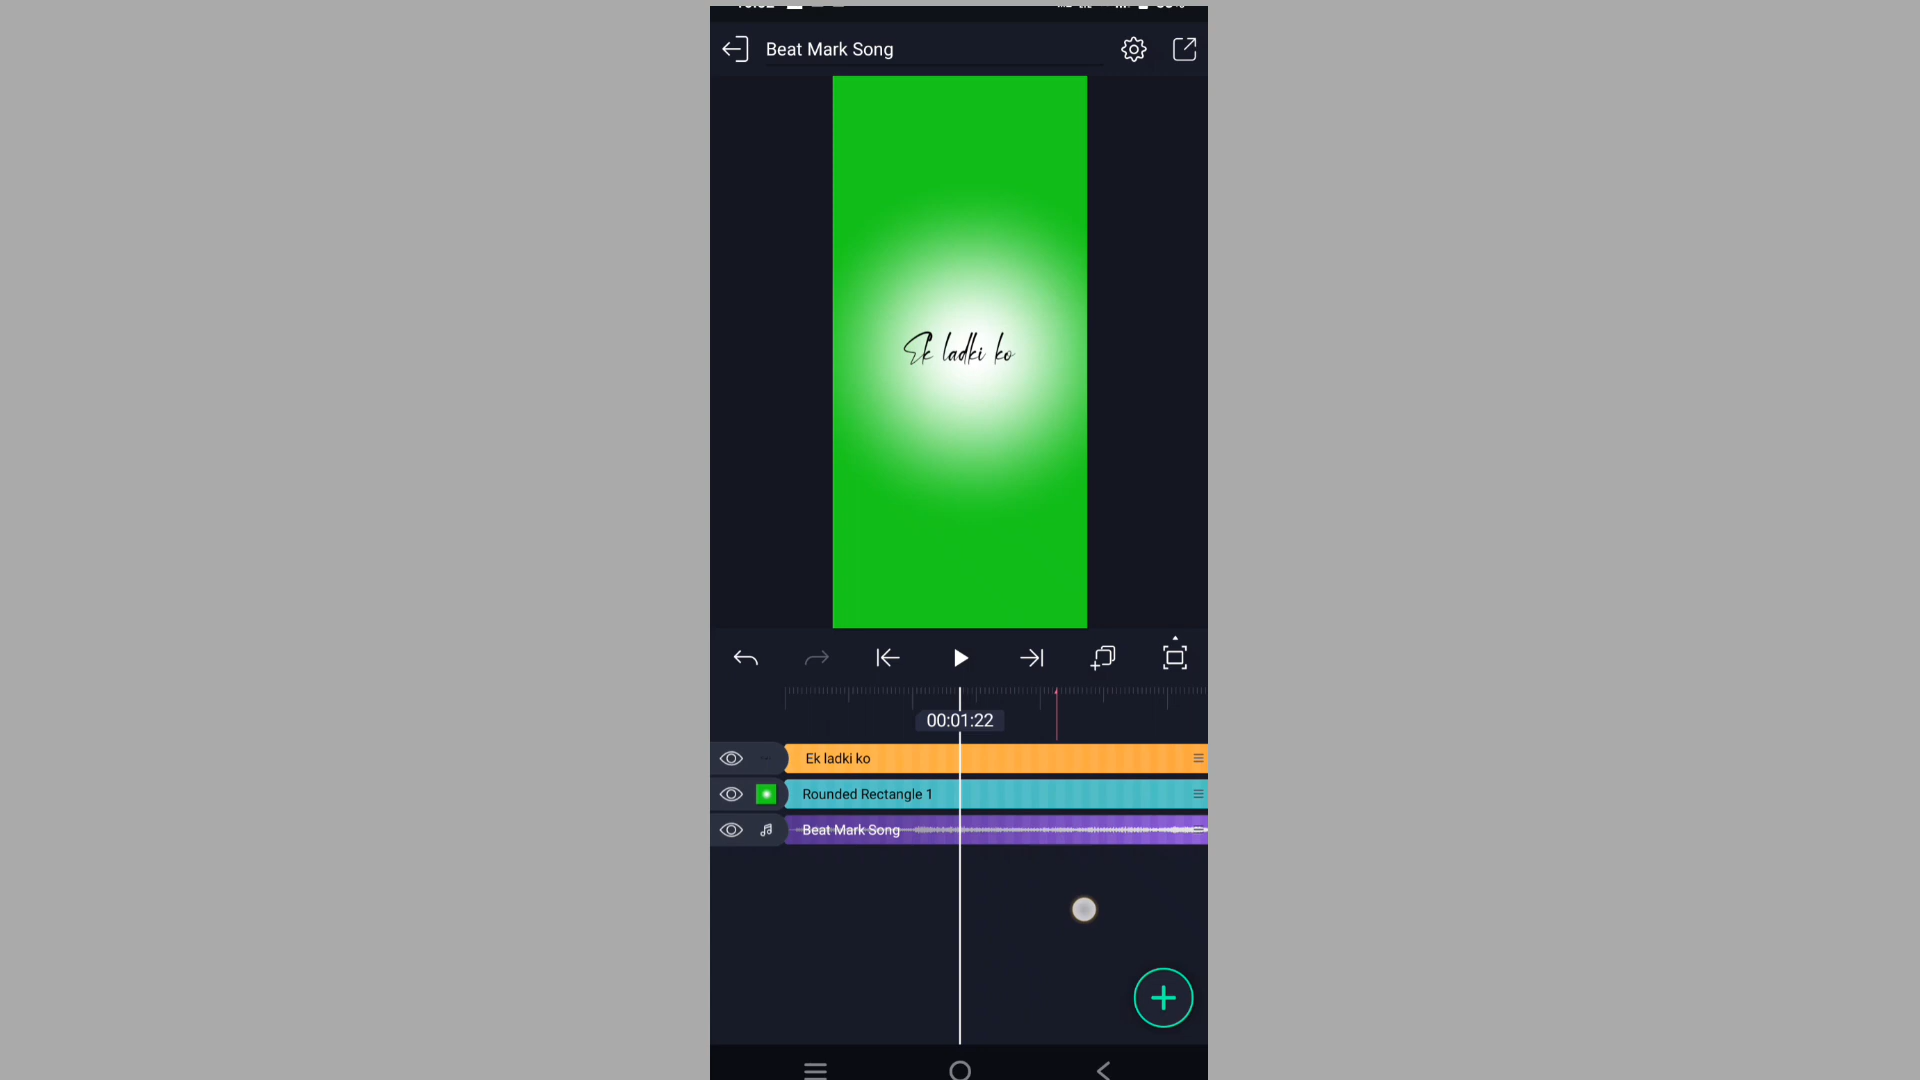 Beat Mark Song
Ek ladki ko
00:01:22
Ek ladki ko
Rounded Rectangle 1
Beat Mark Song